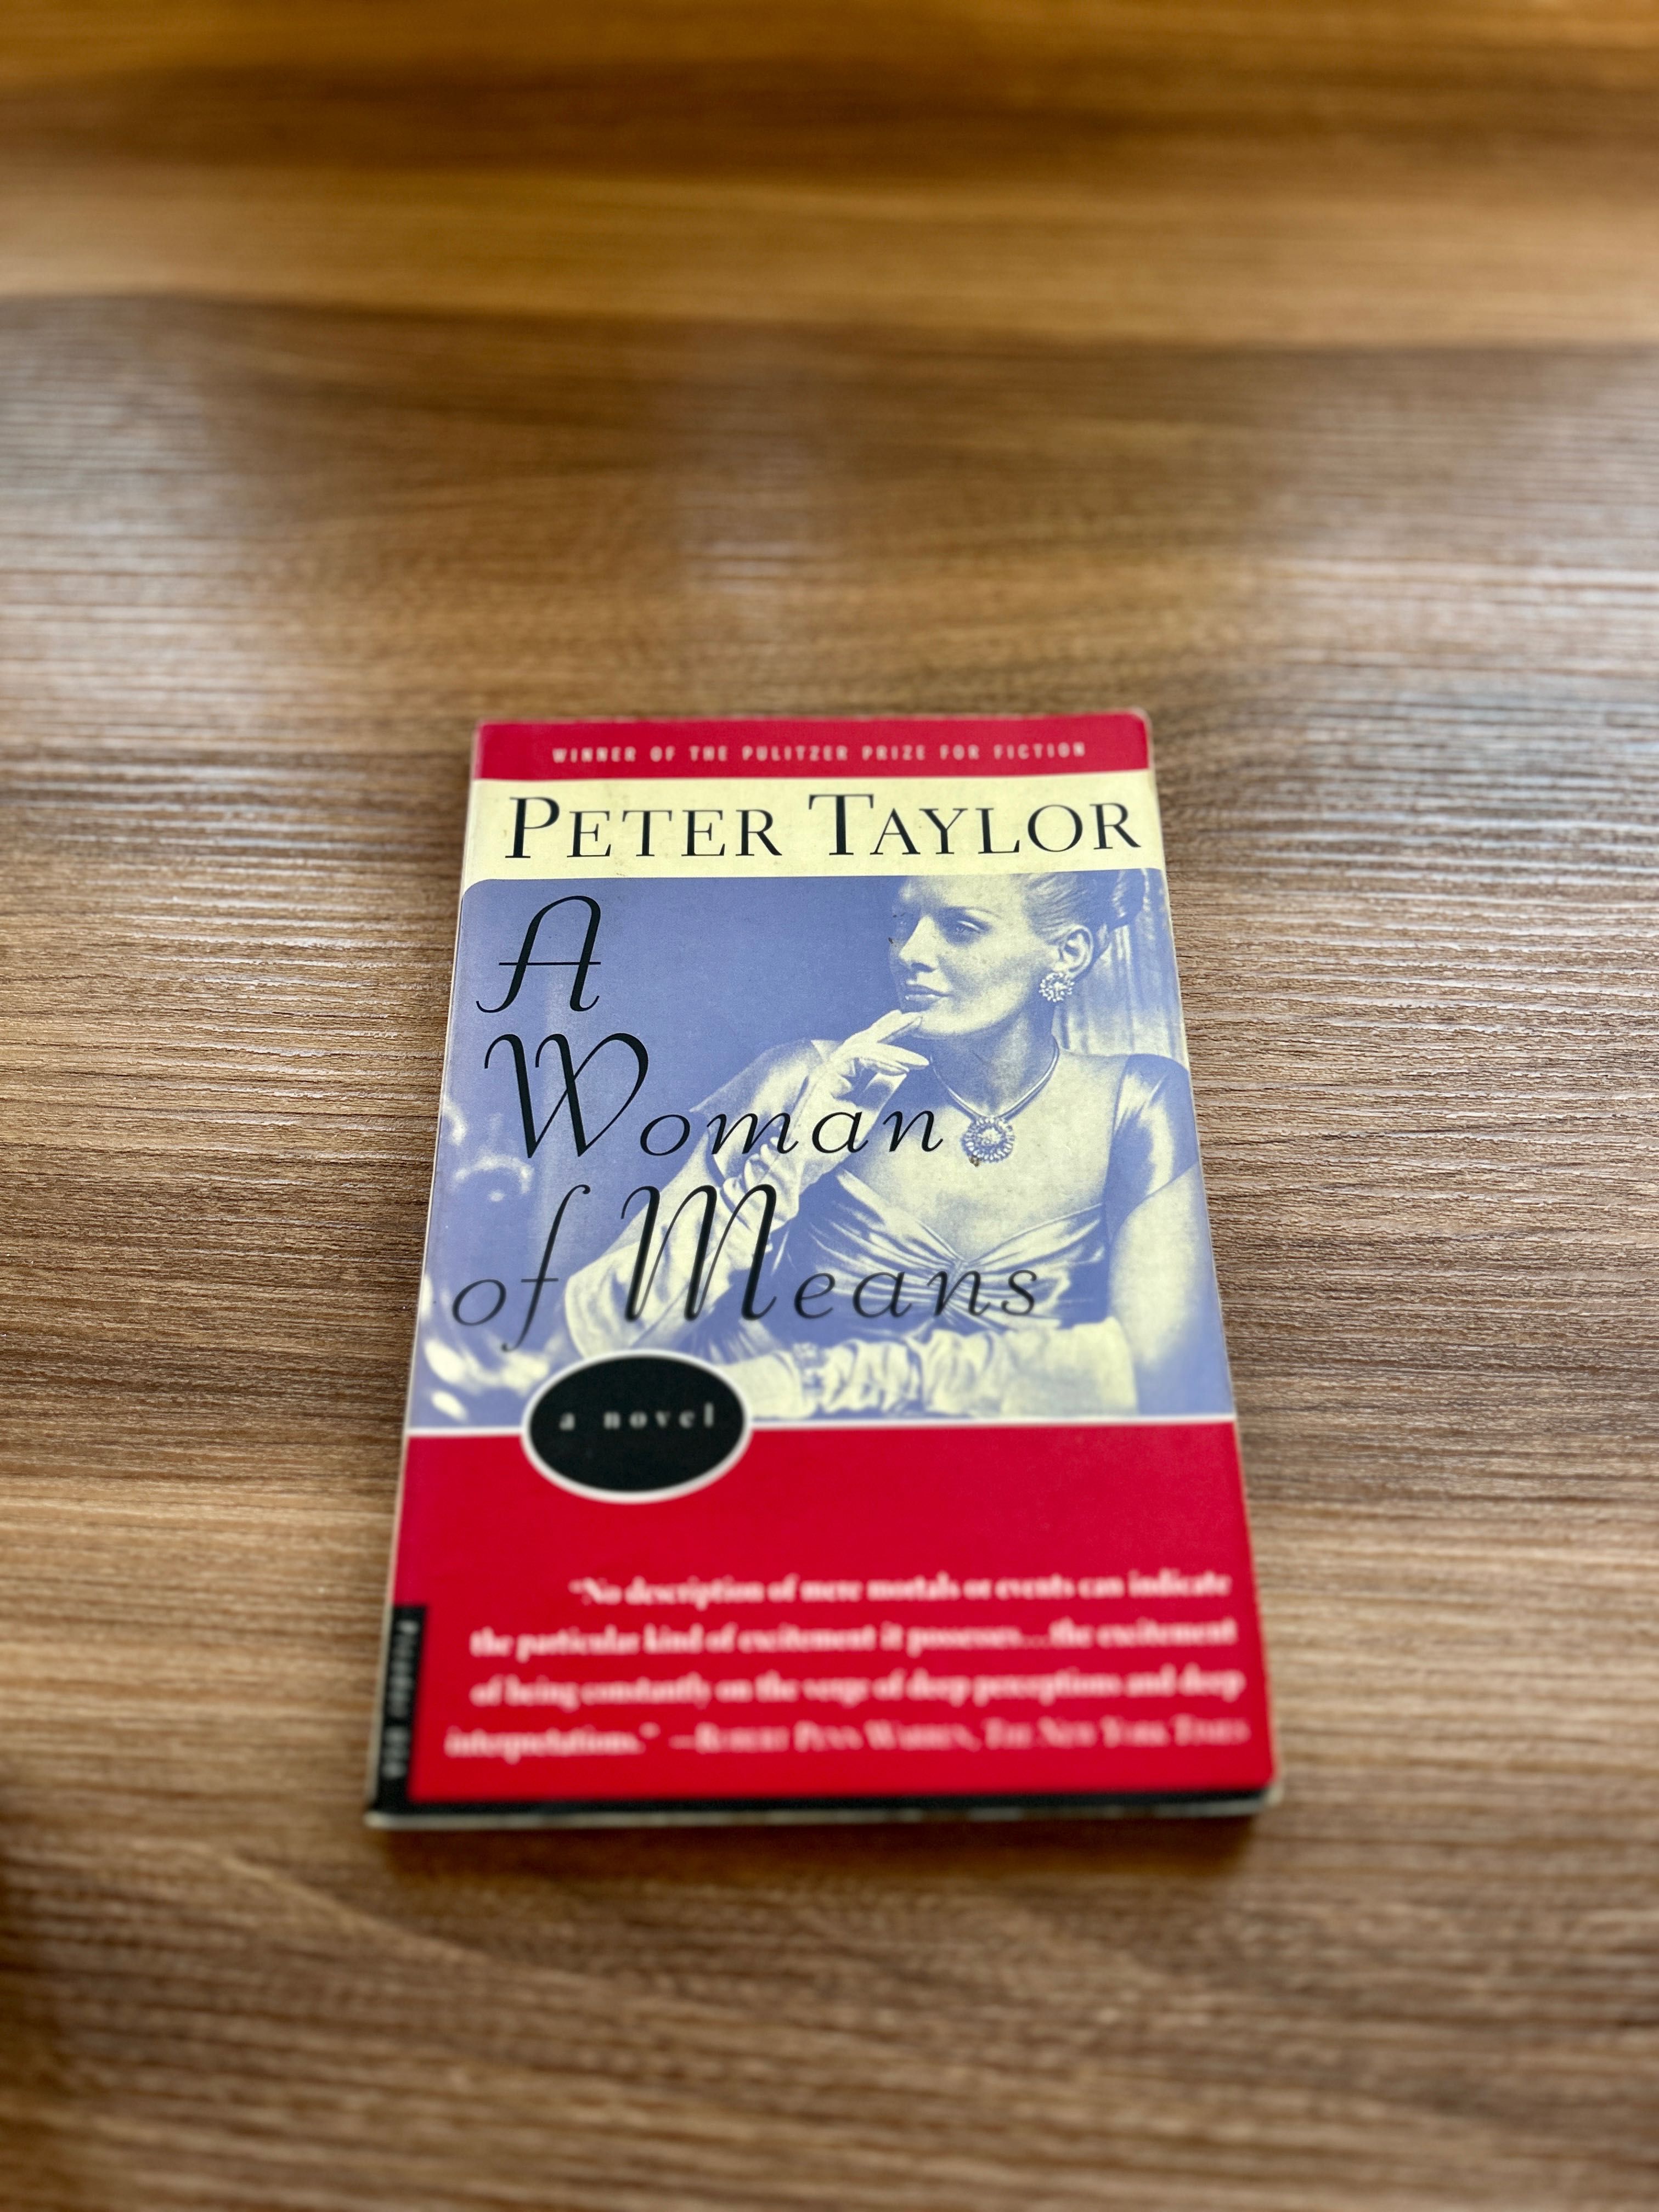 WINNER OF THE PULITZER PRIZE FOR FICTION
PETER TAYLOR
A
Woman
of Means
a novel
"No description of mere mortals or events can indicate
the particular kind of excitement it possesses...the excitement
of being constantly on the verge of deep perceptions and deep
interpretations." —ROBERT PENN WARREN, THE NEW YORK TIMES
Picador USA